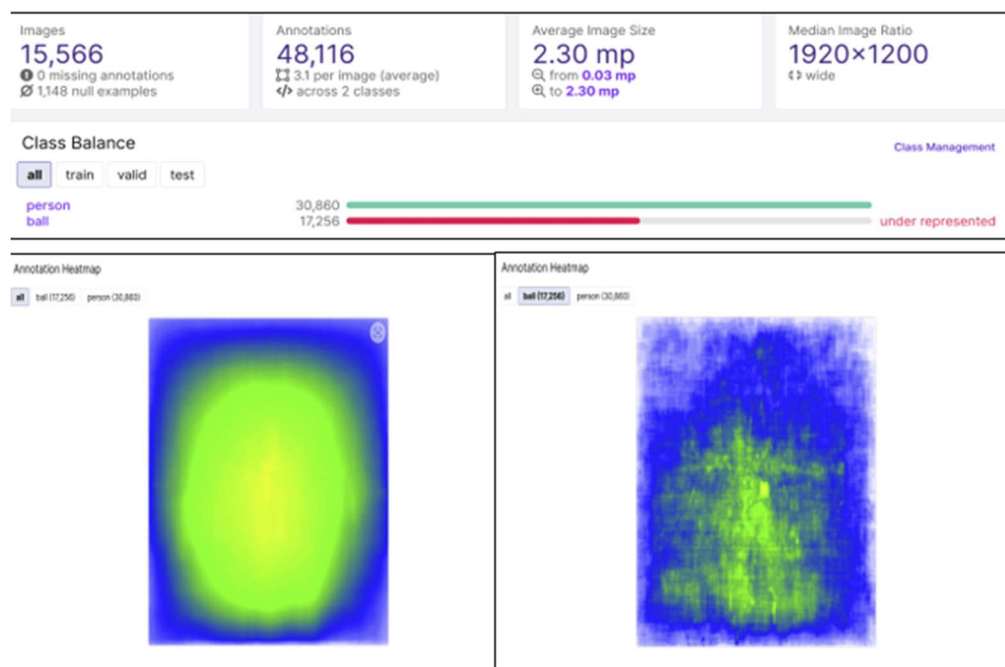 Images
15,566
0 missing annotations
1,148 null examples
Annotations
48,116
3.1 per image (average)
across 2 classes
Average Image Size
2.30 mp
from 0.03 mp
to 2.30 mp
Median Image Ratio
1920×1200
wide
Class Balance
Class Management
all train valid test
person 30,860
ball 17,256 under represented
Annotation Heatmap
all ball (17,256) person (30,860)
Annotation Heatmap
all ball (17,256) person (30,860)